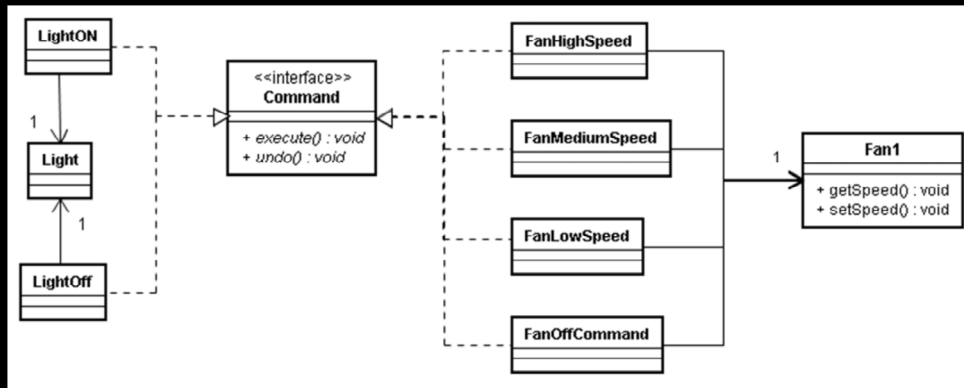 LightON
1
Light
1
LightOff
<<interface>>
Command
+ execute() : void
+ undo() : void
FanHighSpeed
FanMediumSpeed
FanLowSpeed
FanOffCommand
1
Fan1
+ getSpeed() : void
+ setSpeed() : void